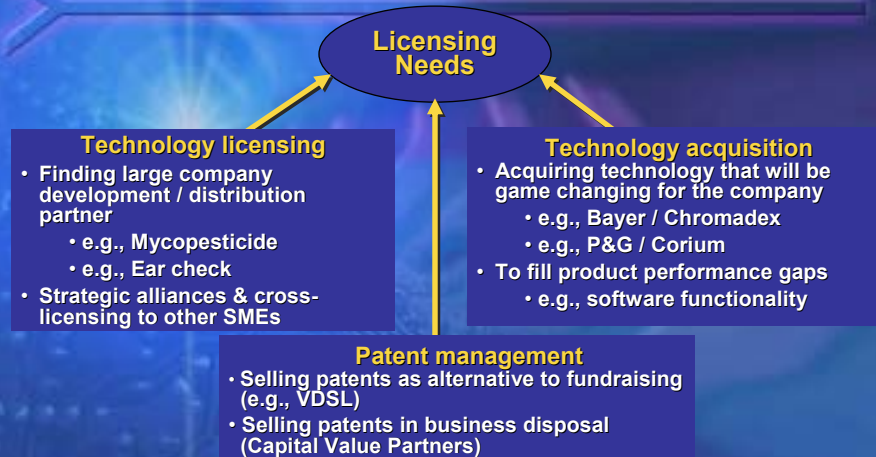 Licensing
Needs
Technology licensing
• Finding large company
development / distribution
partner
• e.g., Mycopesticide
• e.g., Ear check
• Strategic alliances & cross-
licensing to other SMEs
Technology acquisition
• Acquiring technology that will be
game changing for the company
• e.g., Bayer / Chromadex
• e.g., P&G / Corium
• To fill product performance gaps
• e.g., software functionality
Patent management
• Selling patents as alternative to fundraising
(e.g., VDSL)
• Selling patents in business disposal
(Capital Value Partners)